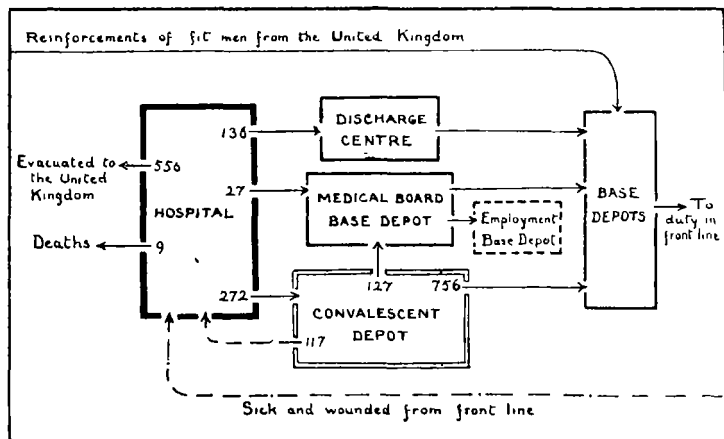 Reinforcements of fit men from the United Kingdom
136
DISCHARGE
CENTRE
Evacuated to
the United
Kingdom
556
27
HOSPITAL
MEDICAL BOARD
BASE DEPOT
Employment
Base Depot
BASE
DEPOTS
To
duty in
front line
Deaths
9
272
127
756
CONVALESCENT
DEPOT
117
Sick and wounded from front line